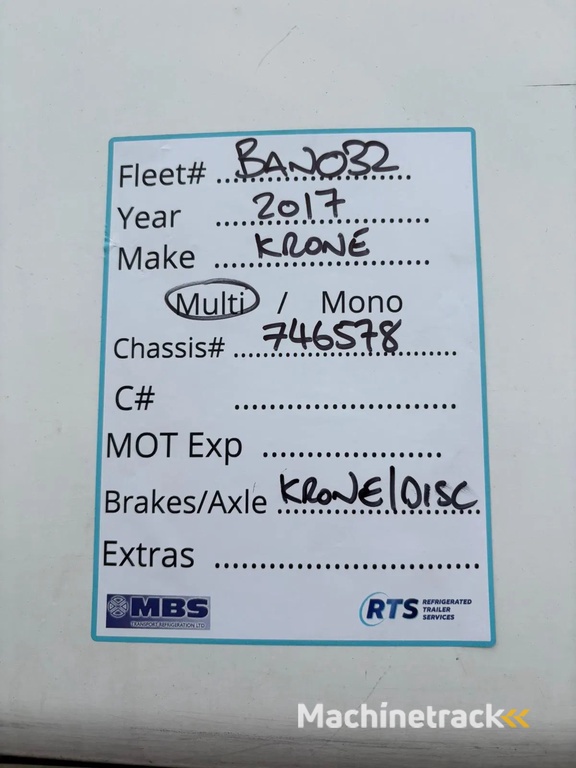 Fleet# ..BAN032..
Year ..2017..
Make ..KRONE..
Multi / Mono
Chassis# ..746578..
C# ........................
MOT Exp ....................
Brakes/Axle ..KRONE/DISC..
Extras ..............................
MBS
TRANSPORT REFRIGERATION LTD
RTS REFRIGERATED
TRAILER
SERVICES
Machinetrack